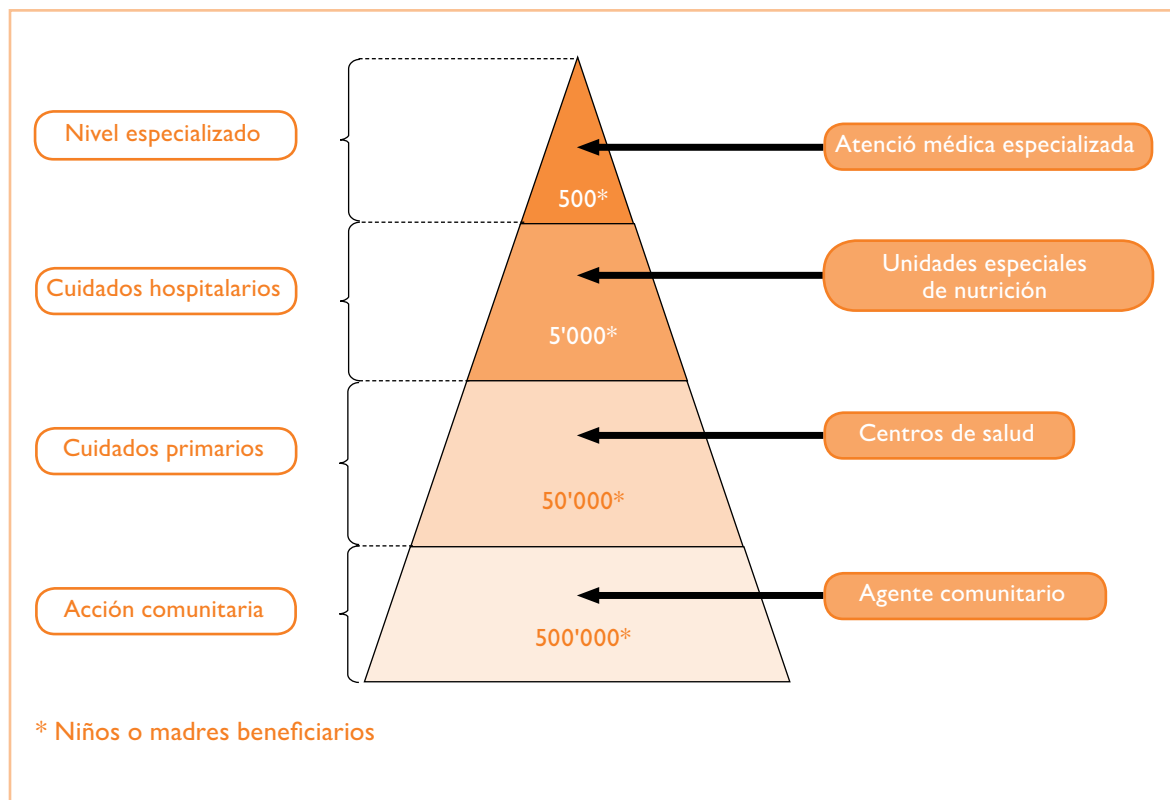 Nivel especializado
Atenció médica especializada
500*
Cuidados hospitalarios
Unidades especiales
de nutrición
5'000*
Cuidados primarios
Centros de salud
50'000*
Acción comunitaria
Agente comunitario
500'000*
* Niños o madres beneficiarios